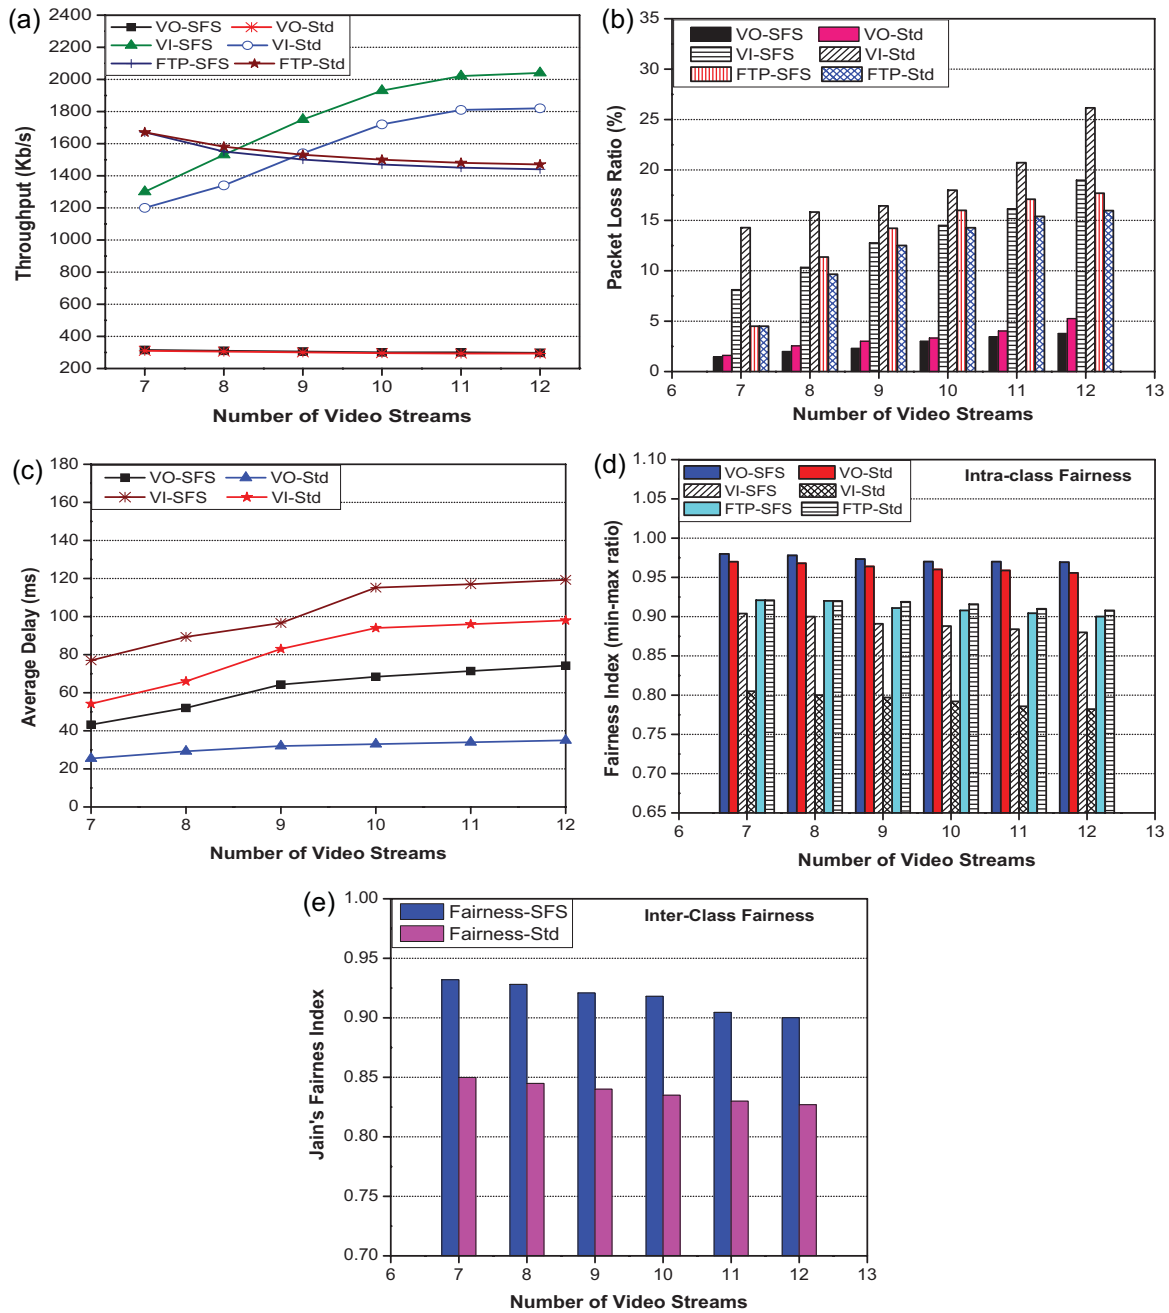 (a)
VO-SFS VO-Std
VI-SFS VI-Std
FTP-SFS FTP-Std
2400
2200
2000
1800
1600
1400
1200
1000
800
600
400
200
Throughput (Kb/s)
7 8 9 10 11 12
Number of Video Streams
(b)
VO-SFS VO-Std
VI-SFS VI-Std
FTP-SFS FTP-Std
35
30
25
20
15
10
5
0
Packet Loss Ratio (%)
6 7 8 9 10 11 12 13
Number of Video Streams
(c)
VO-SFS VO-Std
VI-SFS VI-Std
180
160
140
120
100
80
60
40
20
0
Average Delay (ms)
7 8 9 10 11 12
Number of Video Streams
(d)
VO-SFS VO-Std
VI-SFS VI-Std
FTP-SFS FTP-Std
Intra-class Fairness
1.10
1.05
1.00
0.95
0.90
0.85
0.80
0.75
0.70
0.65
Fairness Index (min-max ratio)
6 7 8 9 10 11 12 13
Number of Video Streams
(e)
Fairness-SFS
Fairness-Std
Inter-Class Fairness
1.00
0.95
0.90
0.85
0.80
0.75
0.70
Jain's Fairnes Index
6 7 8 9 10 11 12 13
Number of Video Streams